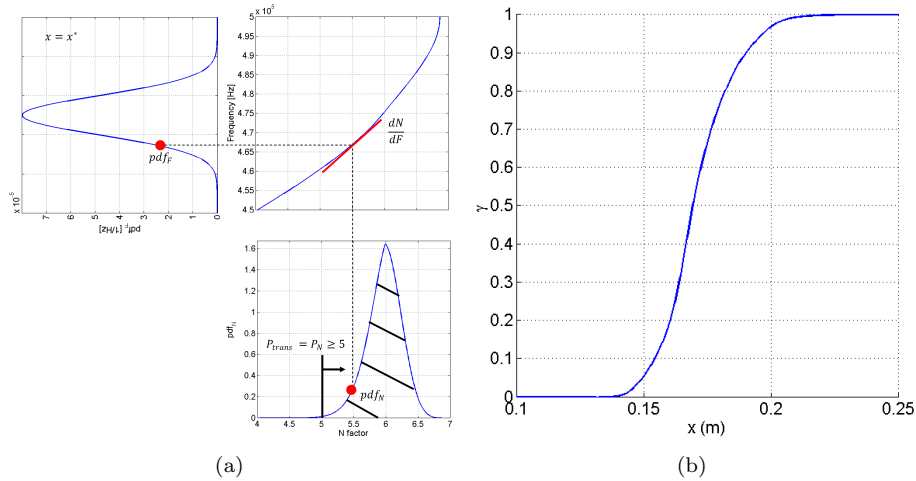 x = x*
8 7 6 5 4 3 2 1 0
pdf_F [1/Hz]
x 10^-5
pdf_F
x 10^5
5
4.95
4.9
4.85
4.8
4.75
4.7
4.65
4.6
4.55
4.5
Frequency [Hz]
dN
dF
1.6
1.4
1.2
1
0.8
0.6
0.4
0.2
0
pdf_N
P_trans = P_N ≥ 5
pdf_N
4 4.5 5 5.5 6 6.5 7
N factor
(a)
1
0.9
0.8
0.7
0.6
0.5
0.4
0.3
0.2
0.1
0
γ
0.1 0.15 0.2 0.25
x (m)
(b)